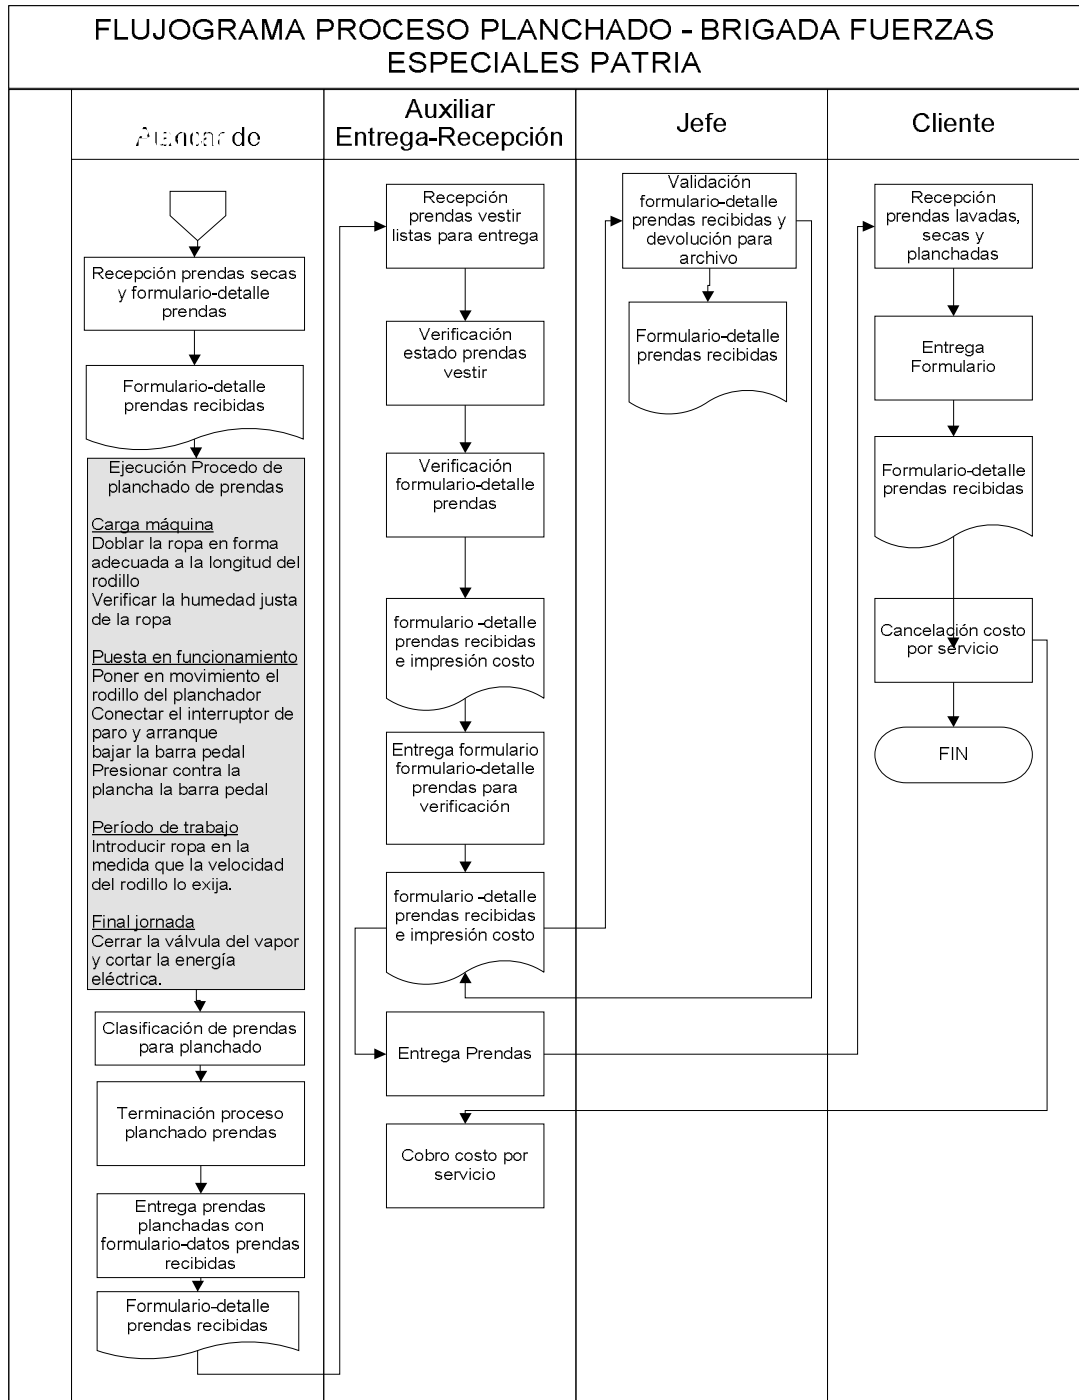 FLUJOGRAMA PROCESO PLANCHADO - BRIGADA FUERZAS
ESPECIALES PATRIA
de
Auxiliar
Entrega-Recepción
Jefe
Cliente
Recepción prendas secas
y formulario-detalle
prendas
Formulario-detalle
prendas recibidas
Ejecución Procedo de
planchado de prendas
Carga máquina
Doblar la ropa en forma
adecuada a la longitud del
rodillo
Verificar la humedad justa
de la ropa
Puesta en funcionamiento
Poner en movimiento el
rodillo del planchador
Conectar el interruptor de
paro y arranque
bajar la barra pedal
Presionar contra la
plancha la barra pedal
Período de trabajo
Introducir ropa en la
medida que la velocidad
del rodillo lo exija.
Final jornada
Cerrar la válvula del vapor
y cortar la energía
eléctrica.
Clasificación de prendas
para planchado
Terminación proceso
planchado prendas
Entrega prendas
planchadas con
formulario-datos prendas
recibidas
Formulario-detalle
prendas recibidas
Recepción
prendas vestir
listas para entrega
Verificación
estado prendas
vestir
Verificación
formulario-detalle
prendas
formulario -detalle
prendas recibidas
e impresión costo
Entrega formulario
formulario-detalle
prendas para
verificación
formulario -detalle
prendas recibidas
e impresión costo
Entrega Prendas
Cobro costo por
servicio
Validación
formulario-detalle
prendas recibidas y
devolución para
archivo
Formulario-detalle
prendas recibidas
Recepción
prendas lavadas,
secas y
planchadas
Entrega
Formulario
Formulario-detalle
prendas recibidas
Cancelación costo
por servicio
FIN